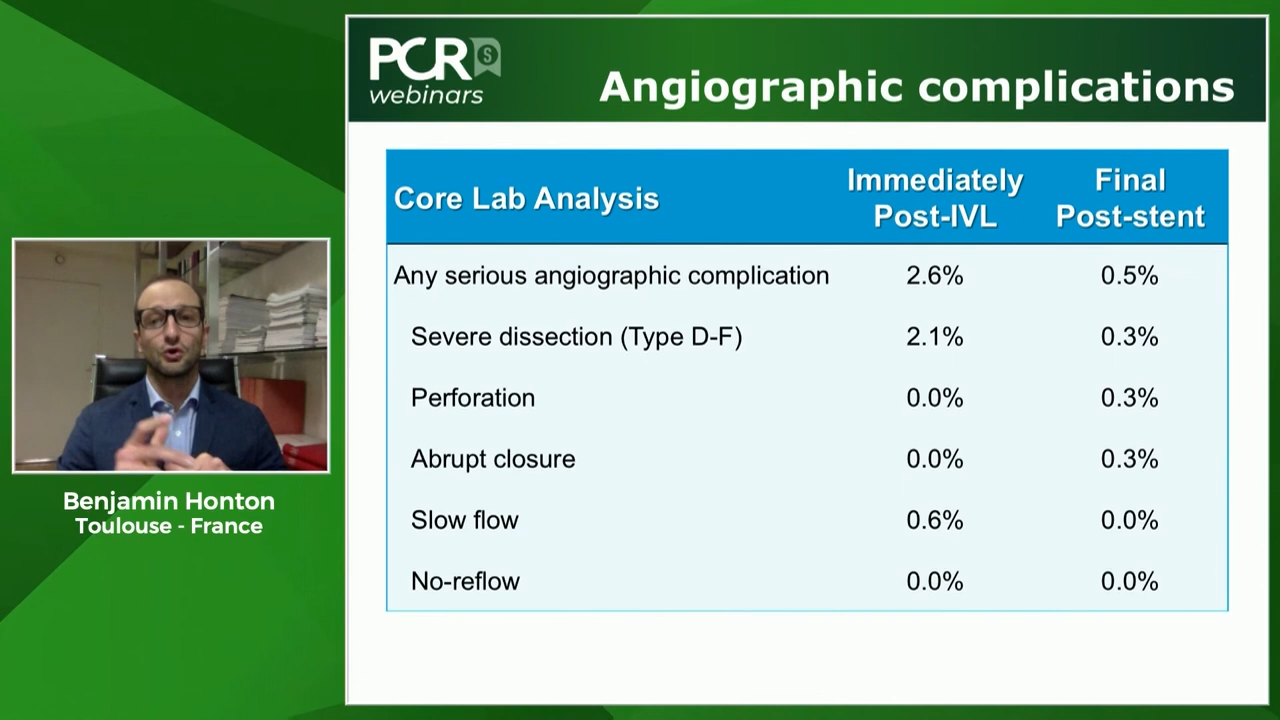 PCR
webinars
Angiographic complications
Core Lab Analysis
Immediately
Post-IVL
Final
Post-stent
Any serious angiographic complication 2.6% 0.5%
Severe dissection (Type D-F) 2.1% 0.3%
Perforation 0.0% 0.3%
Abrupt closure 0.0% 0.3%
Slow flow 0.6% 0.0%
No-reflow 0.0% 0.0%
Benjamin Honton
Toulouse - France